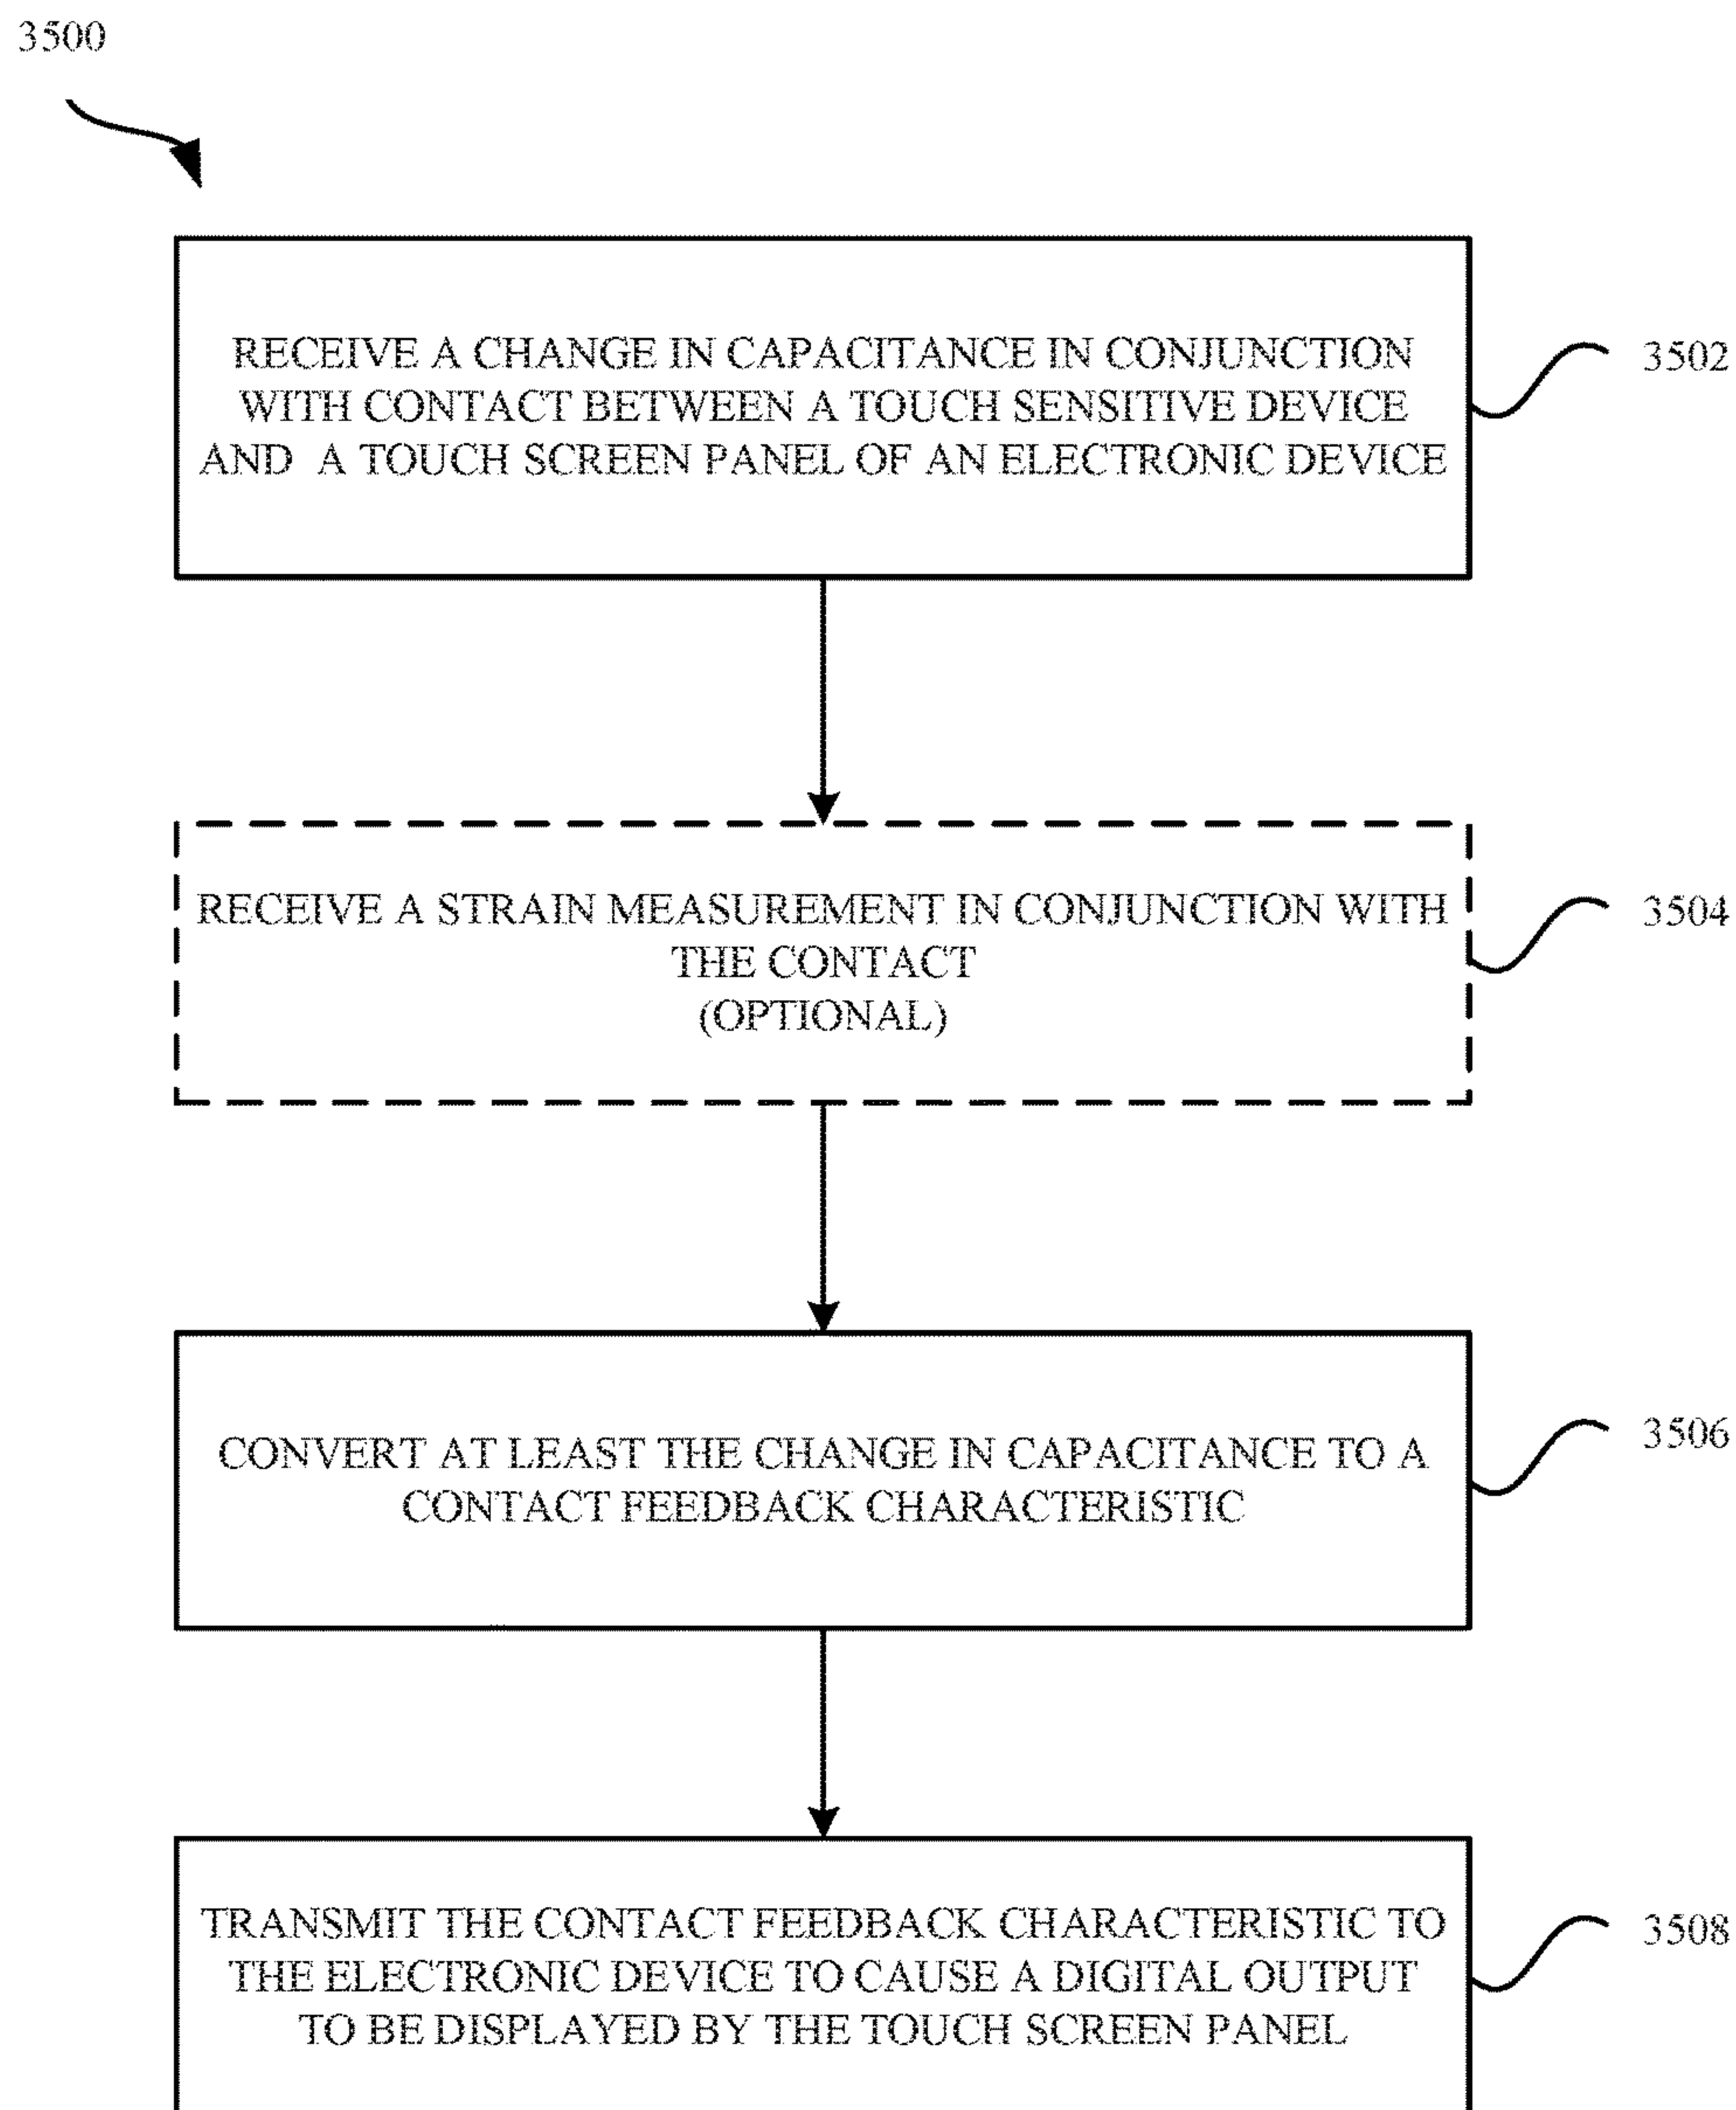 3500
RECEIVE A CHANGE IN CAPACITANCE IN CONJUNCTION
WITH CONTACT BETWEEN A TOUCH SENSITIVE DEVICE
AND A TOUCH SCREEN PANEL OF AN ELECTRONIC DEVICE
3502
RECEIVE A STRAIN MEASUREMENT IN CONJUNCTION WITH
THE CONTACT
(OPTIONAL)
3504
CONVERT AT LEAST THE CHANGE IN CAPACITANCE TO A
CONTACT FEEDBACK CHARACTERISTIC
3506
TRANSMIT THE CONTACT FEEDBACK CHARACTERISTIC TO
THE ELECTRONIC DEVICE TO CAUSE A DIGITAL OUTPUT
TO BE DISPLAYED BY THE TOUCH SCREEN PANEL
3508